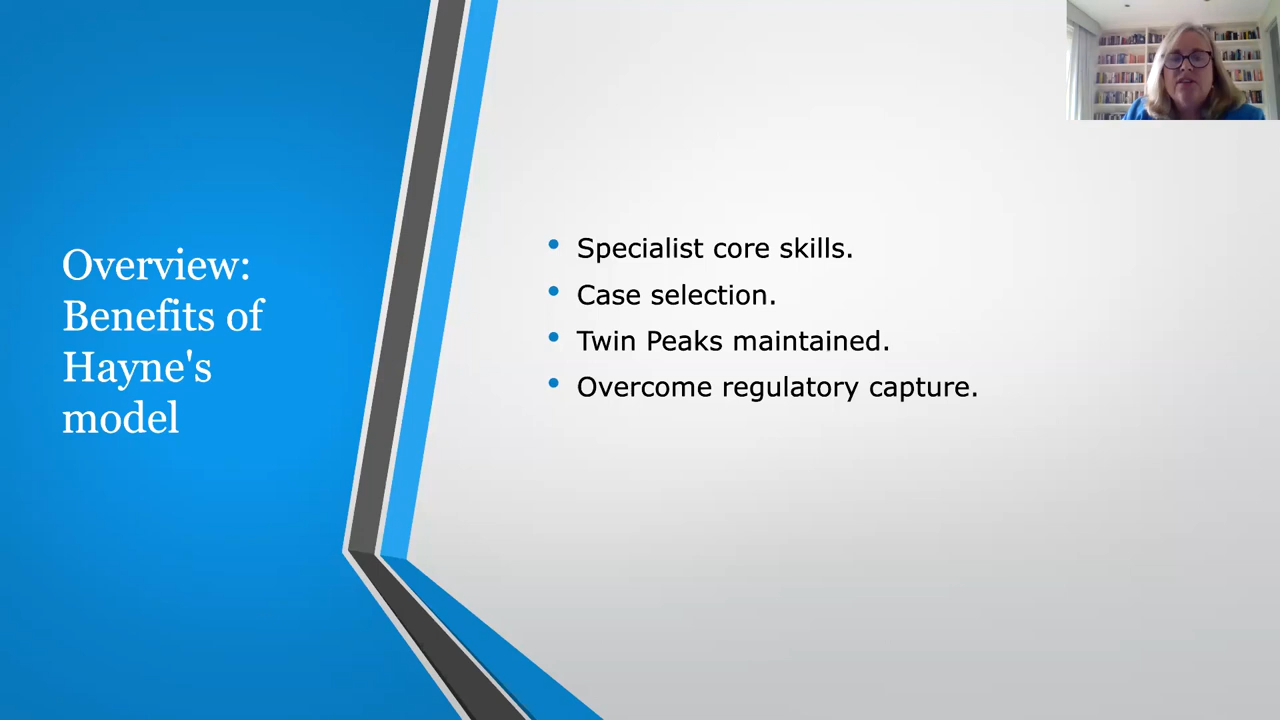 Overview:
Benefits of
Hayne's
model
Specialist core skills.
Case selection.
Twin Peaks maintained.
Overcome regulatory capture.